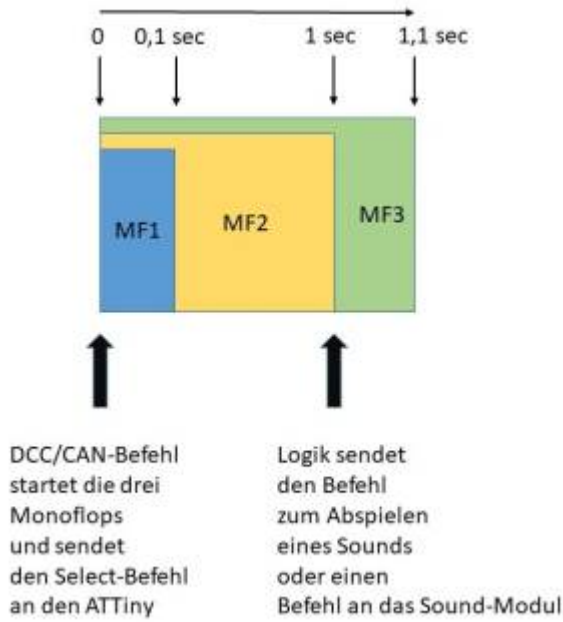 0 0,1 sec 1 sec 1,1 sec
MF1 MF2 MF3
DCC/CAN-Befehl
startet die drei
Monoflops
und sendet
den Select-Befehl
an den ATTiny
Logik sendet
den Befehl
zum Abspielen
eines Sounds
oder einen
Befehl an das Sound-Modul